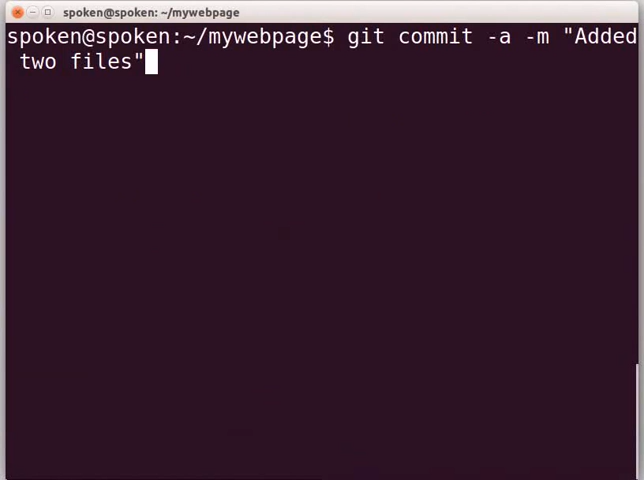 spoken@spoken: ~/mywebpage
spoken@spoken:~/mywebpage$ git commit -a -m "Added
two files"